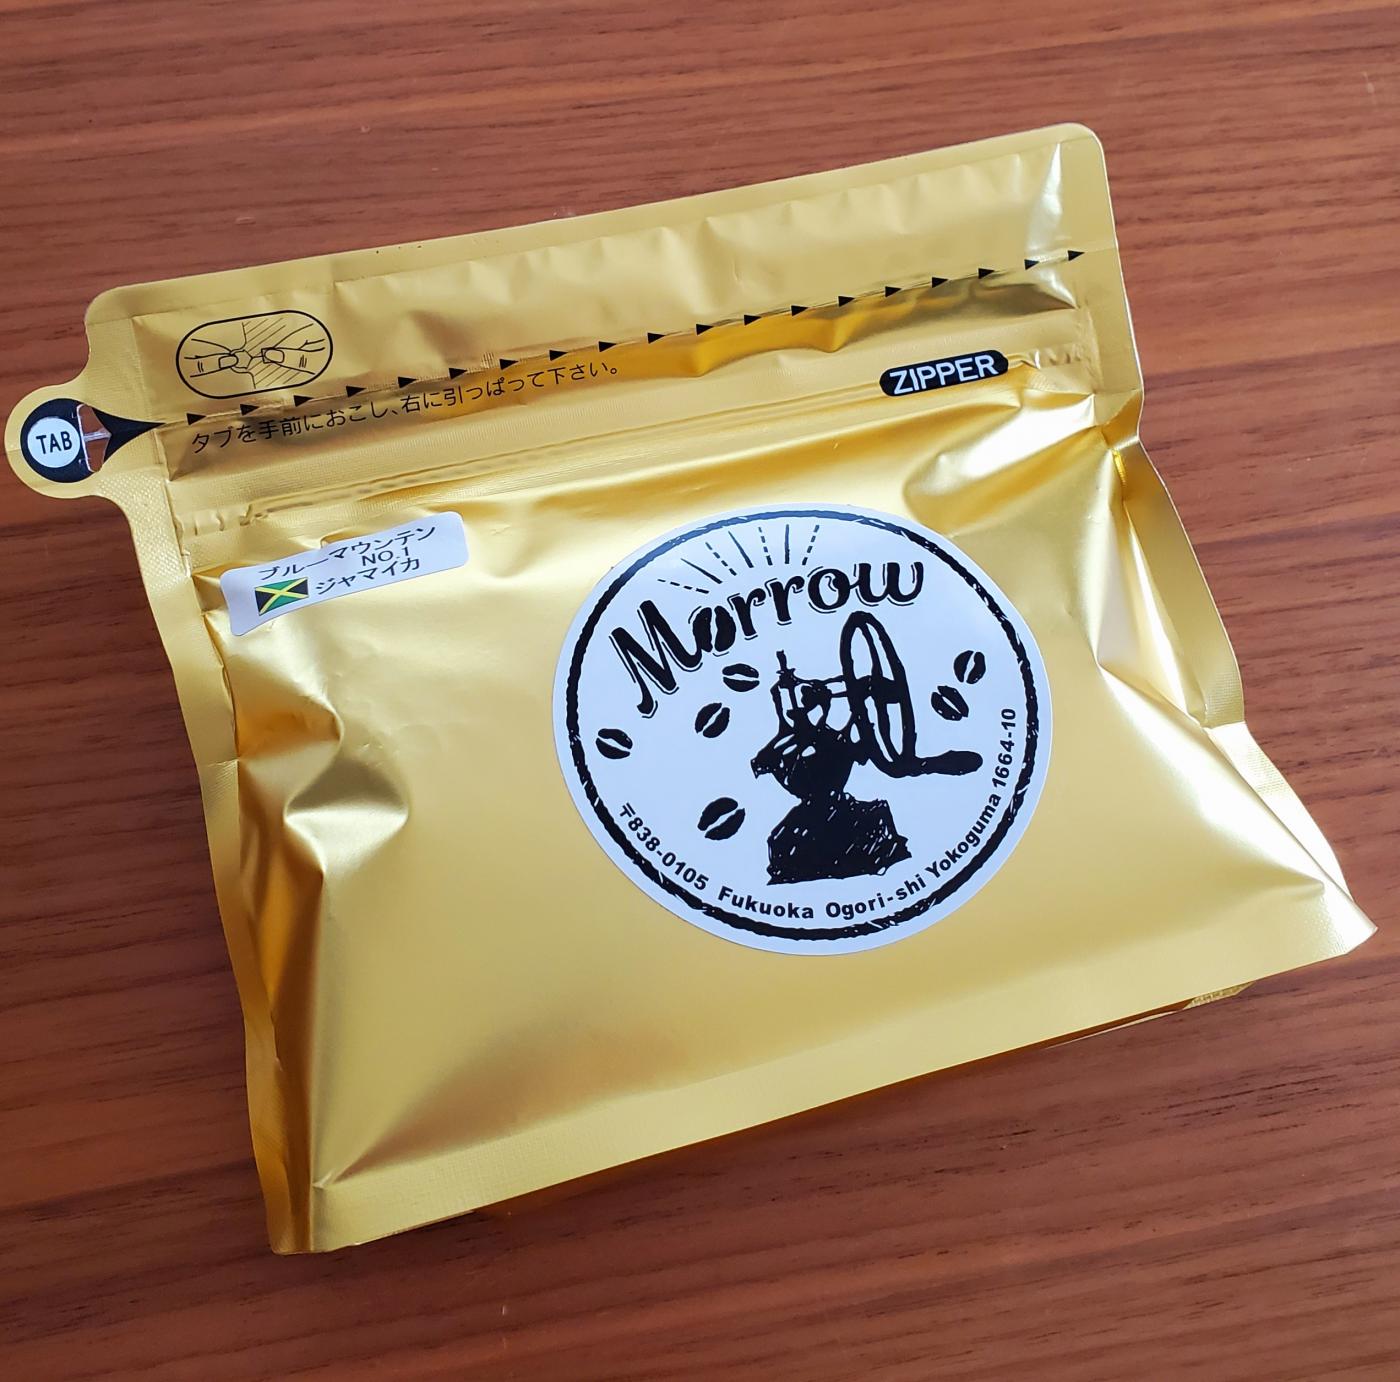 TAB
タブを手前におこし、右に引っぱって下さい。
ZIPPER
ブルーマウンテン
NO.1
ジャマイカ
Morrow
〒838-0105 Fukuoka Ogori-shi Yokoguma 1664-10